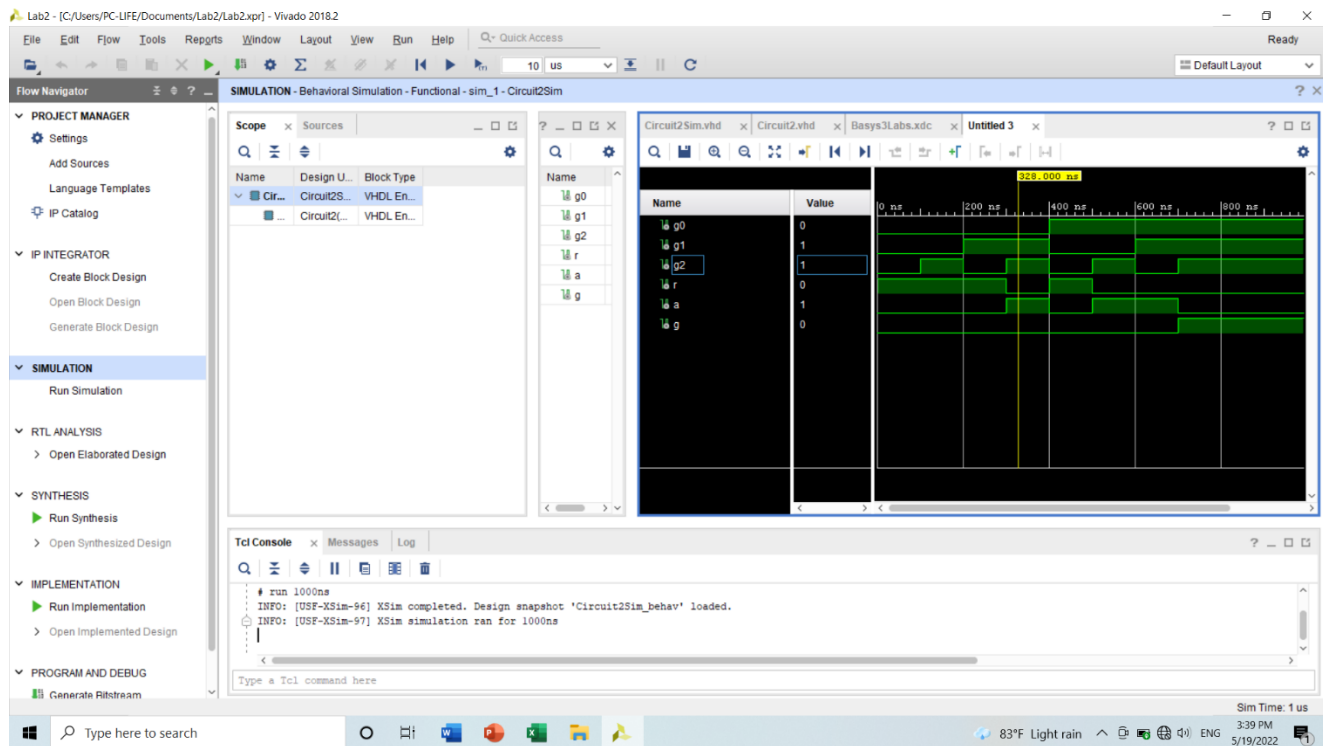 Lab2 - [C:/Users/PC-LIFE/Documents/Lab2/Lab2.xpr] - Vivado 2018.2
File Edit Flow Tools Reports Window Layout View Run Help Q- Quick Access Ready
10 us Default Layout
Flow Navigator
SIMULATION - Behavioral Simulation - Functional - sim_1 - Circuit2Sim
PROJECT MANAGER
Settings
Add Sources
Language Templates
IP Catalog
IP INTEGRATOR
Create Block Design
Open Block Design
Generate Block Design
SIMULATION
Run Simulation
RTL ANALYSIS
Open Elaborated Design
SYNTHESIS
Run Synthesis
Open Synthesized Design
IMPLEMENTATION
Run Implementation
Open Implemented Design
PROGRAM AND DEBUG
Generate Bitstream
Scope Sources
Name Design U... Block Type
Cir... Circuit2S... VHDL En...
... Circuit2(... VHDL En...
Name
g0
g1
g2
r
a
g
Circuit2Sim.vhd Circuit2.vhd Basys3Labs.xdc Untitled 3
328.000 ns
Name Value
0 ns 200 ns 400 ns 600 ns 800 ns
g0 0
g1 1
g2 1
r 0
a 1
g 0
Tcl Console Messages Log
# run 1000ns
INFO: [USF-XSim-96] XSim completed. Design snapshot 'Circuit2Sim_behav' loaded.
INFO: [USF-XSim-97] XSim simulation ran for 1000ns
Type a Tcl command here
Sim Time: 1 us
Type here to search
83°F Light rain ENG
3:39 PM
5/19/2022
1